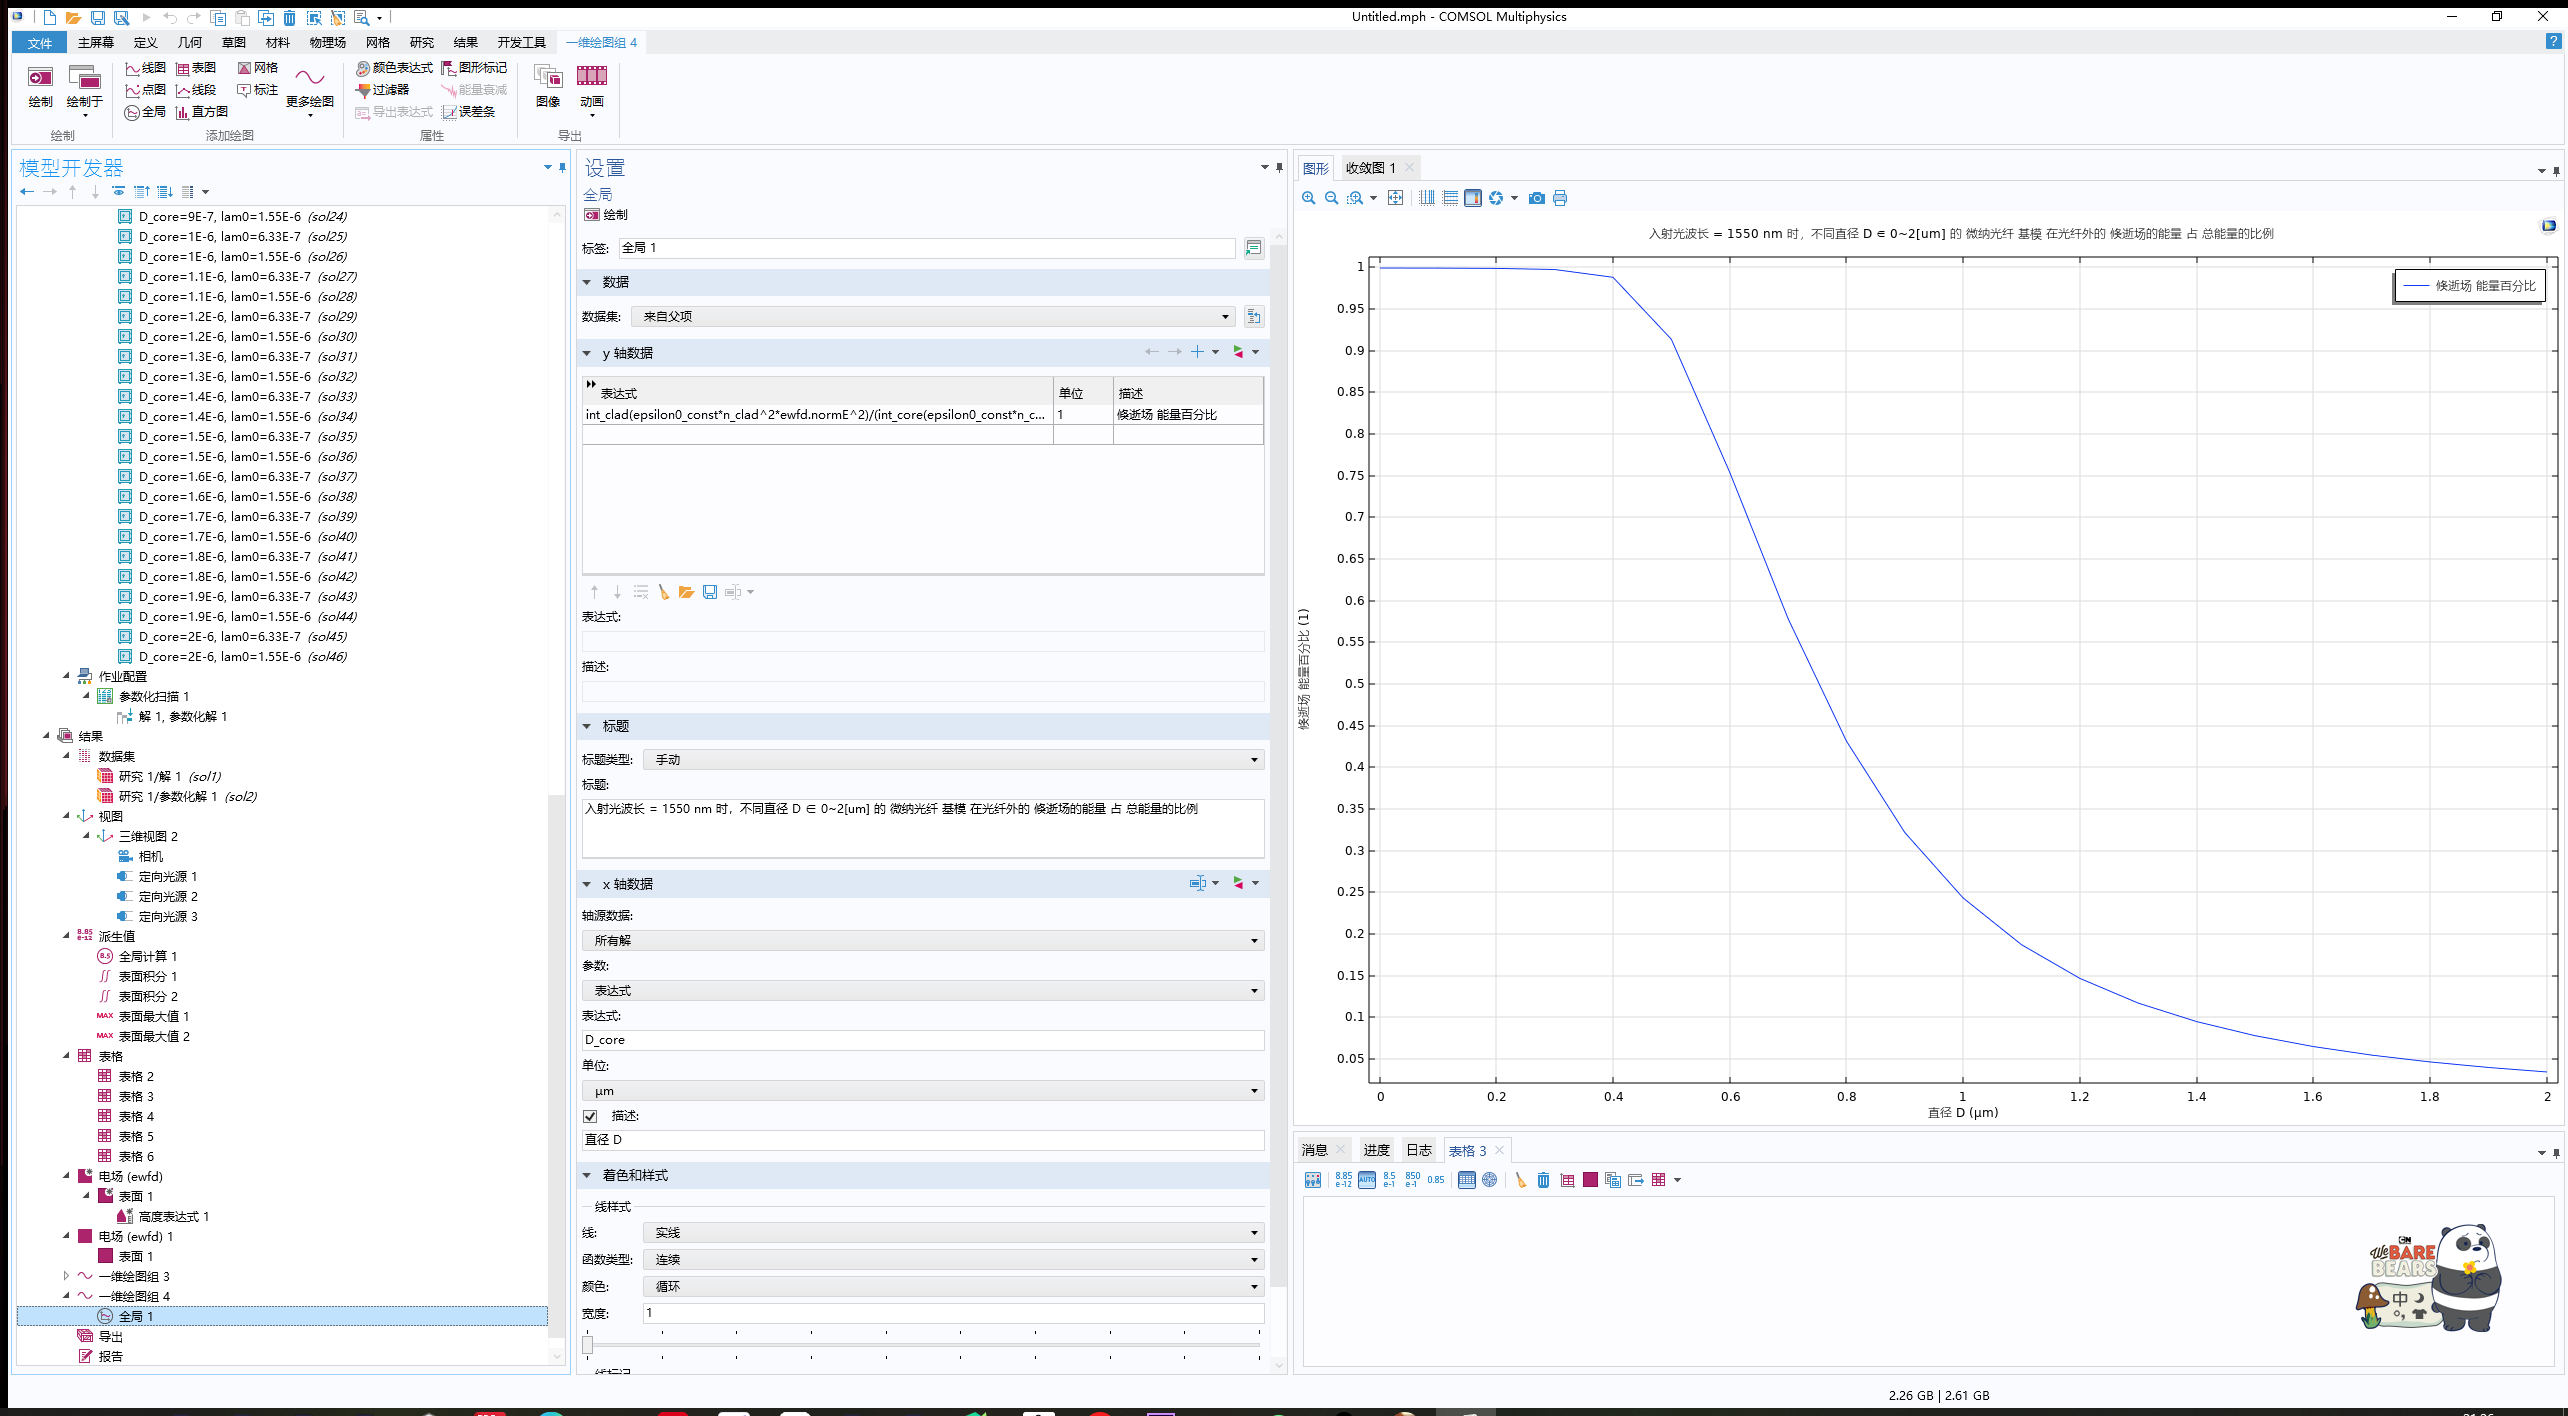 Untitled.mph - COMSOL Multiphysics
文件 主屏幕 定义 几何 草图 材料 物理场 网格 研究 结果 开发工具 一维绘图组 4
线图 表图 网格 颜色表达式 图形标记
点图 线段 标注 过滤器 能量衰减
绘制 绘制于 全局 直方图 更多绘图 导出表达式 误差条 图像 动画
绘制 添加绘图 属性 导出
模型开发器
D_core=9E-7, lam0=1.55E-6 (sol24)
D_core=1E-6, lam0=6.33E-7 (sol25)
D_core=1E-6, lam0=1.55E-6 (sol26)
D_core=1.1E-6, lam0=6.33E-7 (sol27)
D_core=1.1E-6, lam0=1.55E-6 (sol28)
D_core=1.2E-6, lam0=6.33E-7 (sol29)
D_core=1.2E-6, lam0=1.55E-6 (sol30)
D_core=1.3E-6, lam0=6.33E-7 (sol31)
D_core=1.3E-6, lam0=1.55E-6 (sol32)
D_core=1.4E-6, lam0=6.33E-7 (sol33)
D_core=1.4E-6, lam0=1.55E-6 (sol34)
D_core=1.5E-6, lam0=6.33E-7 (sol35)
D_core=1.5E-6, lam0=1.55E-6 (sol36)
D_core=1.6E-6, lam0=6.33E-7 (sol37)
D_core=1.6E-6, lam0=1.55E-6 (sol38)
D_core=1.7E-6, lam0=6.33E-7 (sol39)
D_core=1.7E-6, lam0=1.55E-6 (sol40)
D_core=1.8E-6, lam0=6.33E-7 (sol41)
D_core=1.8E-6, lam0=1.55E-6 (sol42)
D_core=1.9E-6, lam0=6.33E-7 (sol43)
D_core=1.9E-6, lam0=1.55E-6 (sol44)
D_core=2E-6, lam0=6.33E-7 (sol45)
D_core=2E-6, lam0=1.55E-6 (sol46)
作业配置
参数化扫描 1
解 1, 参数化解 1
结果
数据集
研究 1/解 1 (sol1)
研究 1/参数化解 1 (sol2)
视图
三维视图 2
相机
定向光源 1
定向光源 2
定向光源 3
8.85
e-12
派生值
8.5 全局计算 1
表面积分 1
表面积分 2
MAX 表面最大值 1
MAX 表面最大值 2
表格
表格 2
表格 3
表格 4
表格 5
表格 6
电场 (ewfd)
表面 1
高度表达式 1
电场 (ewfd) 1
表面 1
一维绘图组 3
一维绘图组 4
全局 1
导出
报告
设置
全局
绘制
标签: 全局 1
数据
数据集: 来自父项
y 轴数据
表达式 单位 描述
int_clad(epsilon0_const*n_clad^2*ewfd.normE^2)/(int_core(epsilon0_const*n_c... 1 倏逝场 能量百分比
表达式:
描述:
标题
标题类型: 手动
标题:
入射光波长 = 1550 nm 时，不同直径 D ∈ 0~2[um] 的 微纳光纤 基模 在光纤外的 倏逝场的能量 占 总能量的比例
x 轴数据
轴源数据:
所有解
参数:
表达式
表达式:
D_core
单位:
μm
描述:
直径 D
着色和样式
线样式
线: 实线
函数类型: 连续
颜色: 循环
宽度: 1
图形 收敛图 1
入射光波长 = 1550 nm 时，不同直径 D ∈ 0~2[um] 的 微纳光纤 基模 在光纤外的 倏逝场的能量 占 总能量的比例
倏逝场 能量百分比
1
0.95
0.9
0.85
0.8
0.75
0.7
0.65
0.6
0.55
0.5
0.45
0.4
0.35
0.3
0.25
0.2
0.15
0.1
0.05
倏逝场 能量百分比 (1)
0 0.2 0.4 0.6 0.8 1 1.2 1.4 1.6 1.8 2
直径 D (μm)
消息 进度 日志 表格 3
8.85 AUTO 8.5 850 0.85
e-12 e-1 e-1
CN
We BARE
BEARS
中
2.26 GB | 2.61 GB